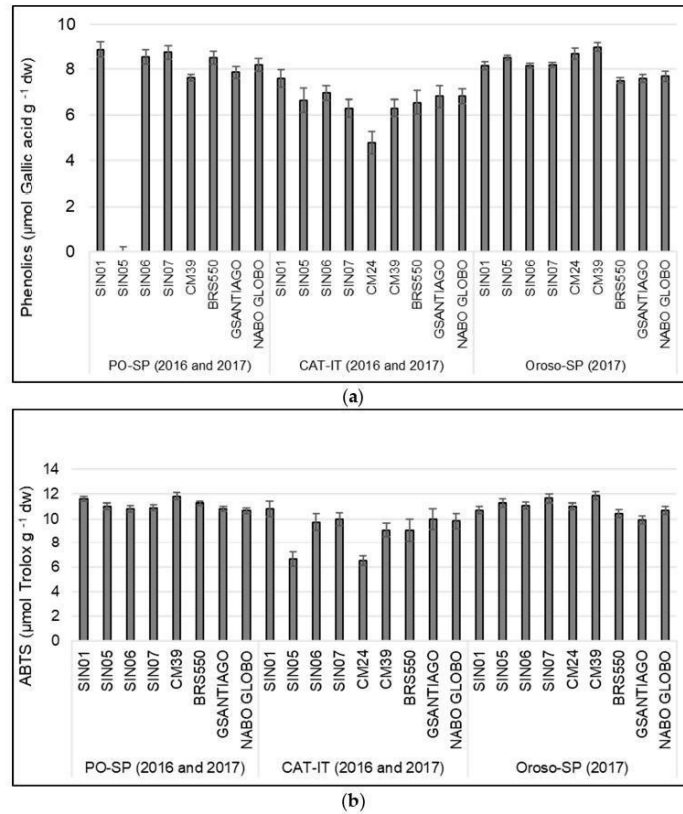 (a)
Phenolics (µmol Gallic acid g -1 dw)
10
8
6
4
2
0
SIN01 SIN05 SIN06 SIN07 CM39 BRS550 GSANTIAGO NABO GLOBO SIN01 SIN05 SIN06 SIN07 CM24 CM39 BRS550 GSANTIAGO NABO GLOBO SIN01 SIN05 SIN06 SIN07 CM24 CM39 BRS550 GSANTIAGO NABO GLOBO
PO-SP (2016 and 2017) CAT-IT (2016 and 2017) Oroso-SP (2017)
ABTS (µmol Trolox g -1 dw)
14
12
10
8
6
4
2
0
SIN01 SIN05 SIN06 SIN07 CM39 BRS550 GSANTIAGO NABO GLOBO SIN01 SIN05 SIN06 SIN07 CM24 CM39 BRS550 GSANTIAGO NABO GLOBO SIN01 SIN05 SIN06 SIN07 CM24 CM39 BRS550 GSANTIAGO NABO GLOBO
PO-SP (2016 and 2017) CAT-IT (2016 and 2017) Oroso-SP (2017)
(b)